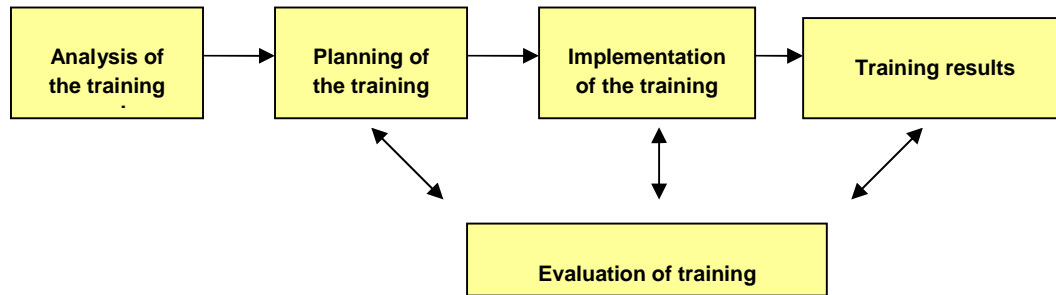 Analysis of
the training
Planning of
the training
Implementation
of the training
Training results
Evaluation of training